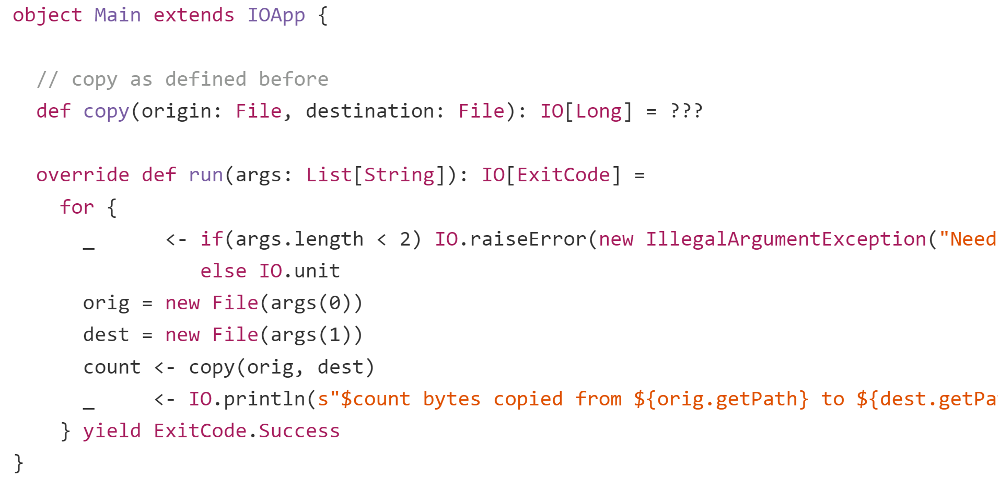 object Main extends IOApp {
// copy as defined before
def copy(origin: File, destination: File): IO[Long] = ???
override def run(args: List[String]): IO[ExitCode] =
for {
_ <- if(args.length < 2) IO.raiseError(new IllegalArgumentException("Need
else IO.unit
orig = new File(args(0))
dest = new File(args(1))
count <- copy(orig, dest)
_ <- IO.println(s"$count bytes copied from ${orig.getPath} to ${dest.getPa
} yield ExitCode.Success
}